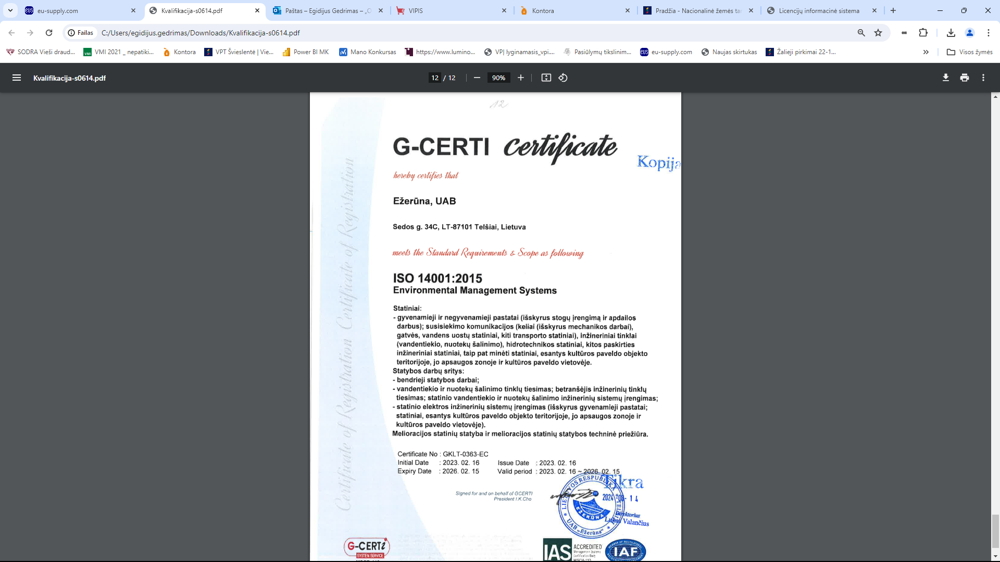 eu-supply.com
Kvalifikacija-s0614.pdf
Paštas – Egidijus Gedrimas – „O
VIPIS
Kontora
Pradžia - Nacionalinė žemės ta
Licencijų informacinė sistema
Failas
C:/Users/egidijus.gedrimas/Downloads/Kvalifikacija-s0614.pdf
SODRA Vieši draud...
VMI 2021 _ nepatiki...
Kontora
VPT Švieslentė | Vie...
Power BI MK
Mano Konkursas
https://www.lumino...
VPĮ lyginamasis_vpi....
Pasiūlymų tikslinim...
eu-supply.com
Naujas skirtukas
Žalieji pirkimai 22-1...
Visos žymės
Kvalifikacija-s0614.pdf
12 / 12
90%
12
G-CERTI certificate
Kopija
hereby certifies that
Ežerūna, UAB
Sedos g. 34C, LT-87101 Telšiai, Lietuva
meets the Standard Requirements & Scope as following
ISO 14001:2015
Environmental Management Systems
Statiniai:
- gyvenamieji ir negyvenamieji pastatai (išskyrus stogų įrengimą ir apdailos
darbus); susisiekimo komunikacijos (keliai (išskyrus mechanikos darbai),
gatvės, vandens uostų statiniai, kiti transporto statiniai), inžineriniai tinklai
(vandentiekio, nuotekų šalinimo), hidrotechnikos statiniai, kitos paskirties
inžineriniai statiniai, taip pat minėti statiniai, esantys kultūros paveldo objekto
teritorijoje, jo apsaugos zonoje ir kultūros paveldo vietovėje.
Statybos darbų sritys:
- bendrieji statybos darbai;
- vandentiekio ir nuotekų šalinimo tinklų tiesimas; betranšėjis inžinerinių tinklų
tiesimas; statinio vandentiekio ir nuotekų šalinimo inžinerinių sistemų įrengimas;
- statinio elektros inžinerinių sistemų įrengimas (išskyrus gyvenamieji pastatai;
statiniai, esantys kultūros paveldo objekto teritorijoje, jo apsaugos zonoje ir
kultūros paveldo vietovėje).
Melioracijos statinių statyba ir melioracijos statinių statybos techninė priežiūra.
Certificate No : GKLT-0363-EC
Initial Date : 2023. 02. 16 Issue Date : 2023. 02. 16
Expiry Date : 2026. 02. 15 Valid period : 2023. 02. 16 ~ 2026. 02. 15
Tikra
Signed for and on behalf of GCERTI
President I.K.Cho
LIETUVOS RESPUBLIKA
EŽERŪNA
UAB „Ežerūna"
Direktorius
Lukas Valančius
Certificate of Registration Certificate of Registration
G-CERTi
SYSTEM SERVICE
IAS ACCREDITED
Management Systems
Certification Body
MSCB-113
MEMBER OF MULTILATERAL
IAF